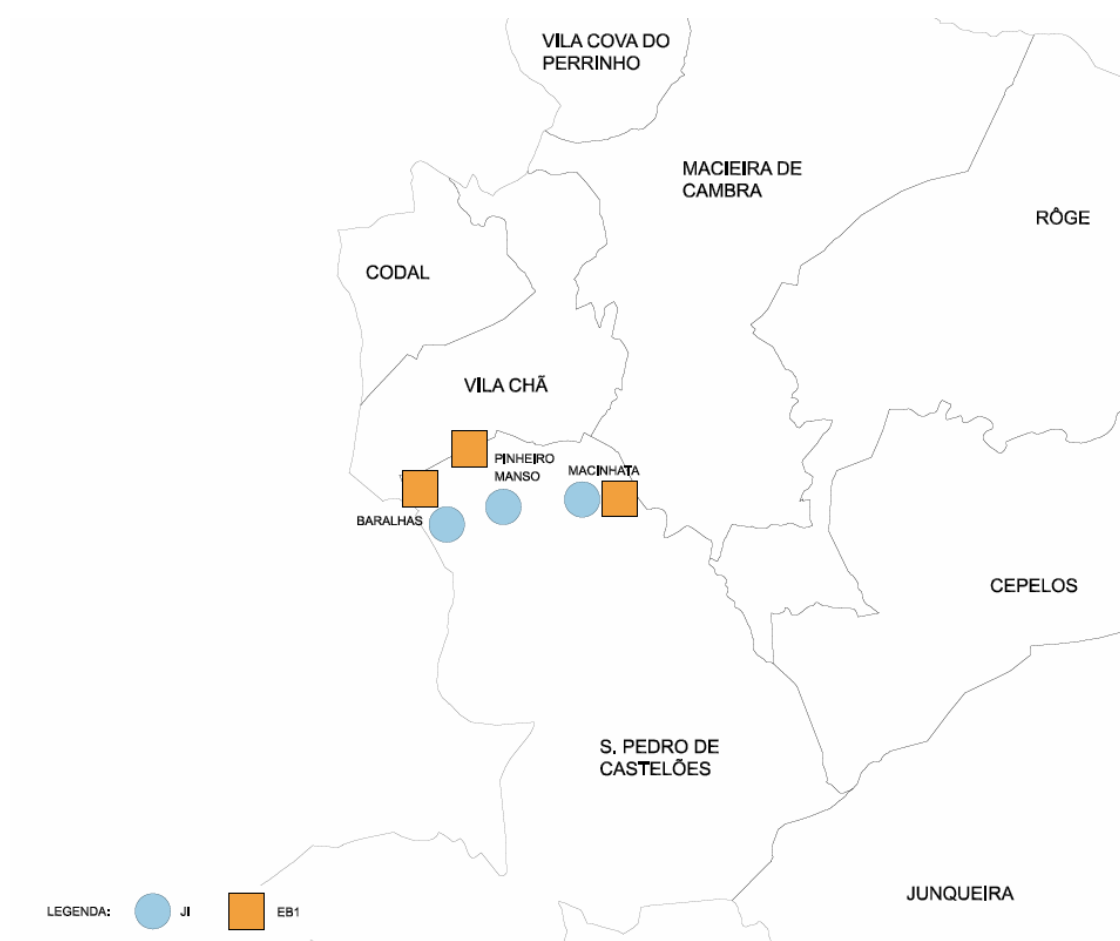 VILA COVA DO
PERRINHO
MACIEIRA DE
CAMBRA
RÔGE
CODAL
VILA CHÃ
PINHEIRO
MANSO
MACINHATA
BARALHAS
CEPELOS
S. PEDRO DE
CASTELÕES
JUNQUEIRA
LEGENDA: JI EB1